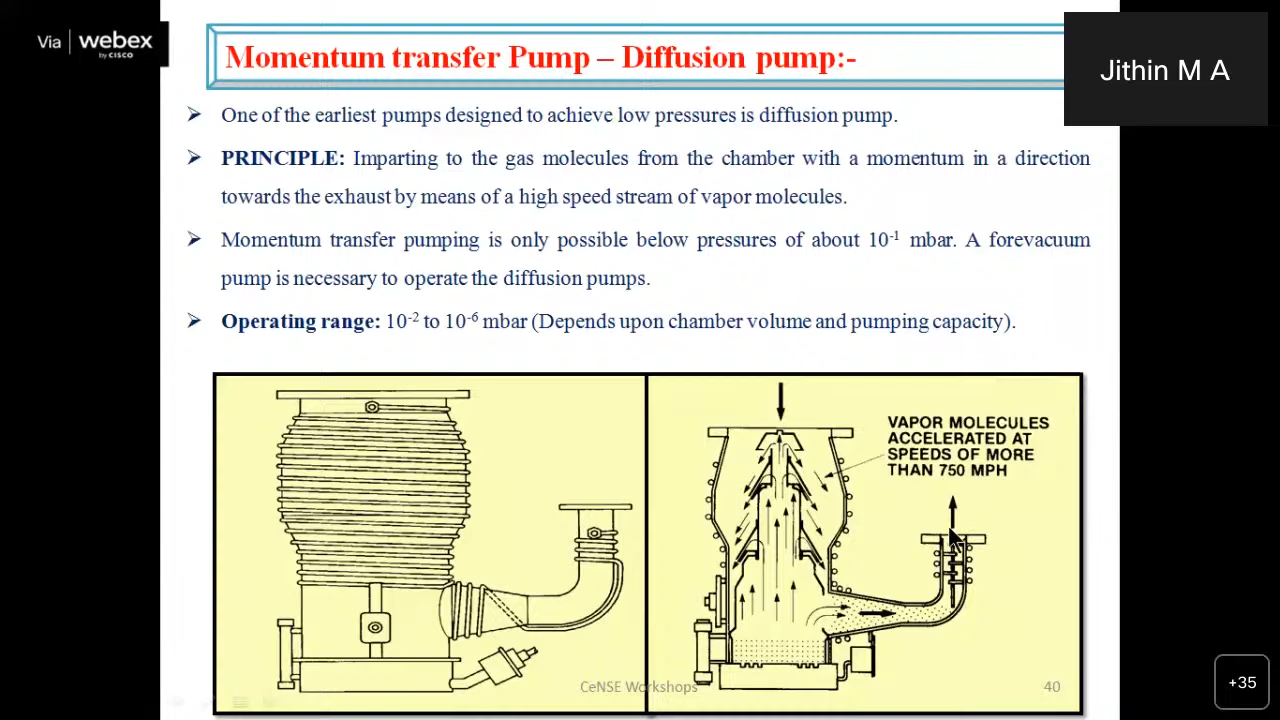 Via | webex
by CISCO
Momentum transfer Pump – Diffusion pump:-
Jithin M A
➢ One of the earliest pumps designed to achieve low pressures is diffusion pump.
➢ PRINCIPLE: Imparting to the gas molecules from the chamber with a momentum in a direction
towards the exhaust by means of a high speed stream of vapor molecules.
➢ Momentum transfer pumping is only possible below pressures of about 10⁻¹ mbar. A forevacuum
pump is necessary to operate the diffusion pumps.
➢ Operating range: 10⁻² to 10⁻⁶ mbar (Depends upon chamber volume and pumping capacity).
VAPOR MOLECULES
ACCELERATED AT
SPEEDS OF MORE
THAN 750 MPH
CeNSE Workshops
40
+35